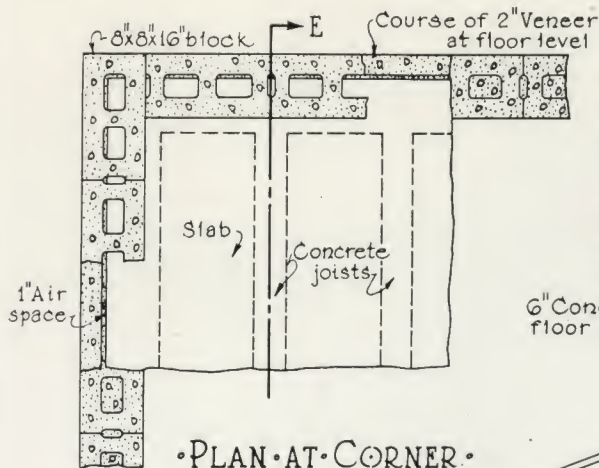 8"x8"x16" block
E
Course of 2" Veneer
at floor level
Slab
Concrete
joists
1" Air
space
6"
floor
•PLAN•AT•CORNER•